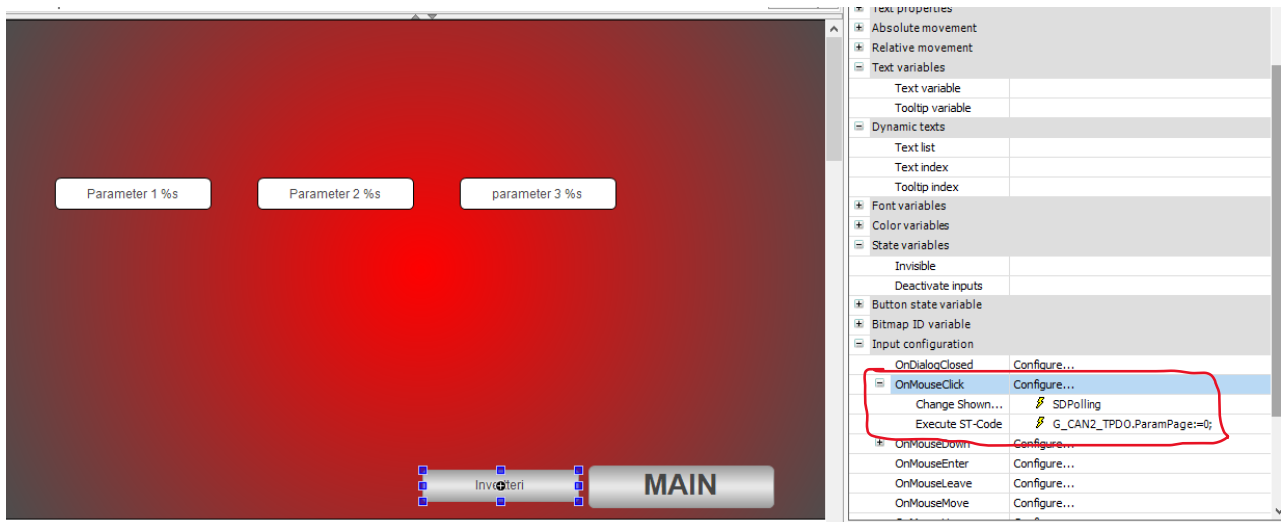 Text properties
Absolute movement
Relative movement
Text variables
Text variable
Tooltip variable
Dynamic texts
Text list
Text index
Tooltip index
Font variables
Color variables
State variables
Invisible
Deactivate inputs
Button state variable
Bitmap ID variable
Input configuration
OnDialogClosed Configure...
OnMouseClick Configure...
Change Shown... SDPolling
Execute ST-Code G_CAN2_TPDO.ParamPage:=0;
OnMouseDown Configure...
OnMouseEnter Configure...
OnMouseLeave Configure...
OnMouseMove Configure...
Parameter 1 %s
Parameter 2 %s
parameter 3 %s
MAIN